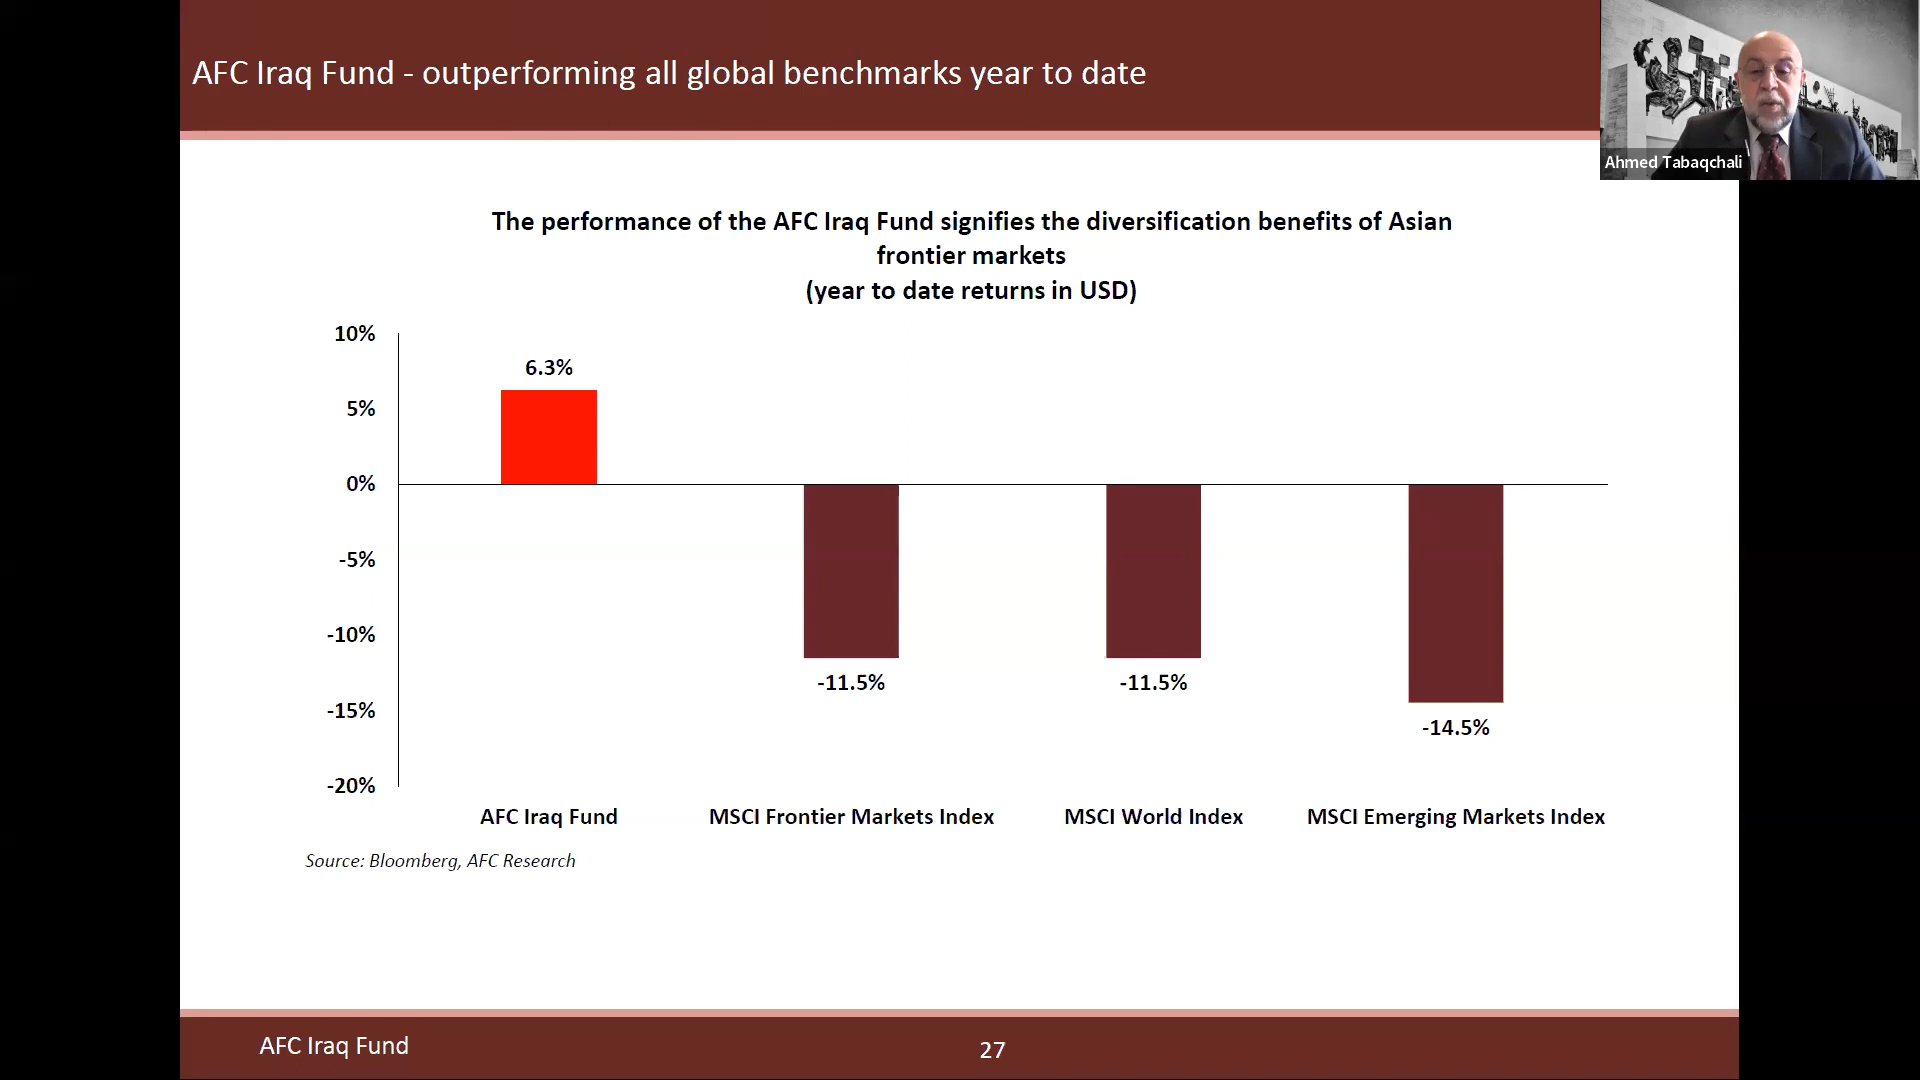 AFC Iraq Fund - outperforming all global benchmarks year to date
Ahmed Tabaqchali
The performance of the AFC Iraq Fund signifies the diversification benefits of Asian
frontier markets
(year to date returns in USD)
10%
5%
0%
-5%
-10%
-15%
-20%
6.3%
-11.5%
-11.5%
-14.5%
AFC Iraq Fund
MSCI Frontier Markets Index
MSCI World Index
MSCI Emerging Markets Index
Source: Bloomberg, AFC Research
AFC Iraq Fund
27